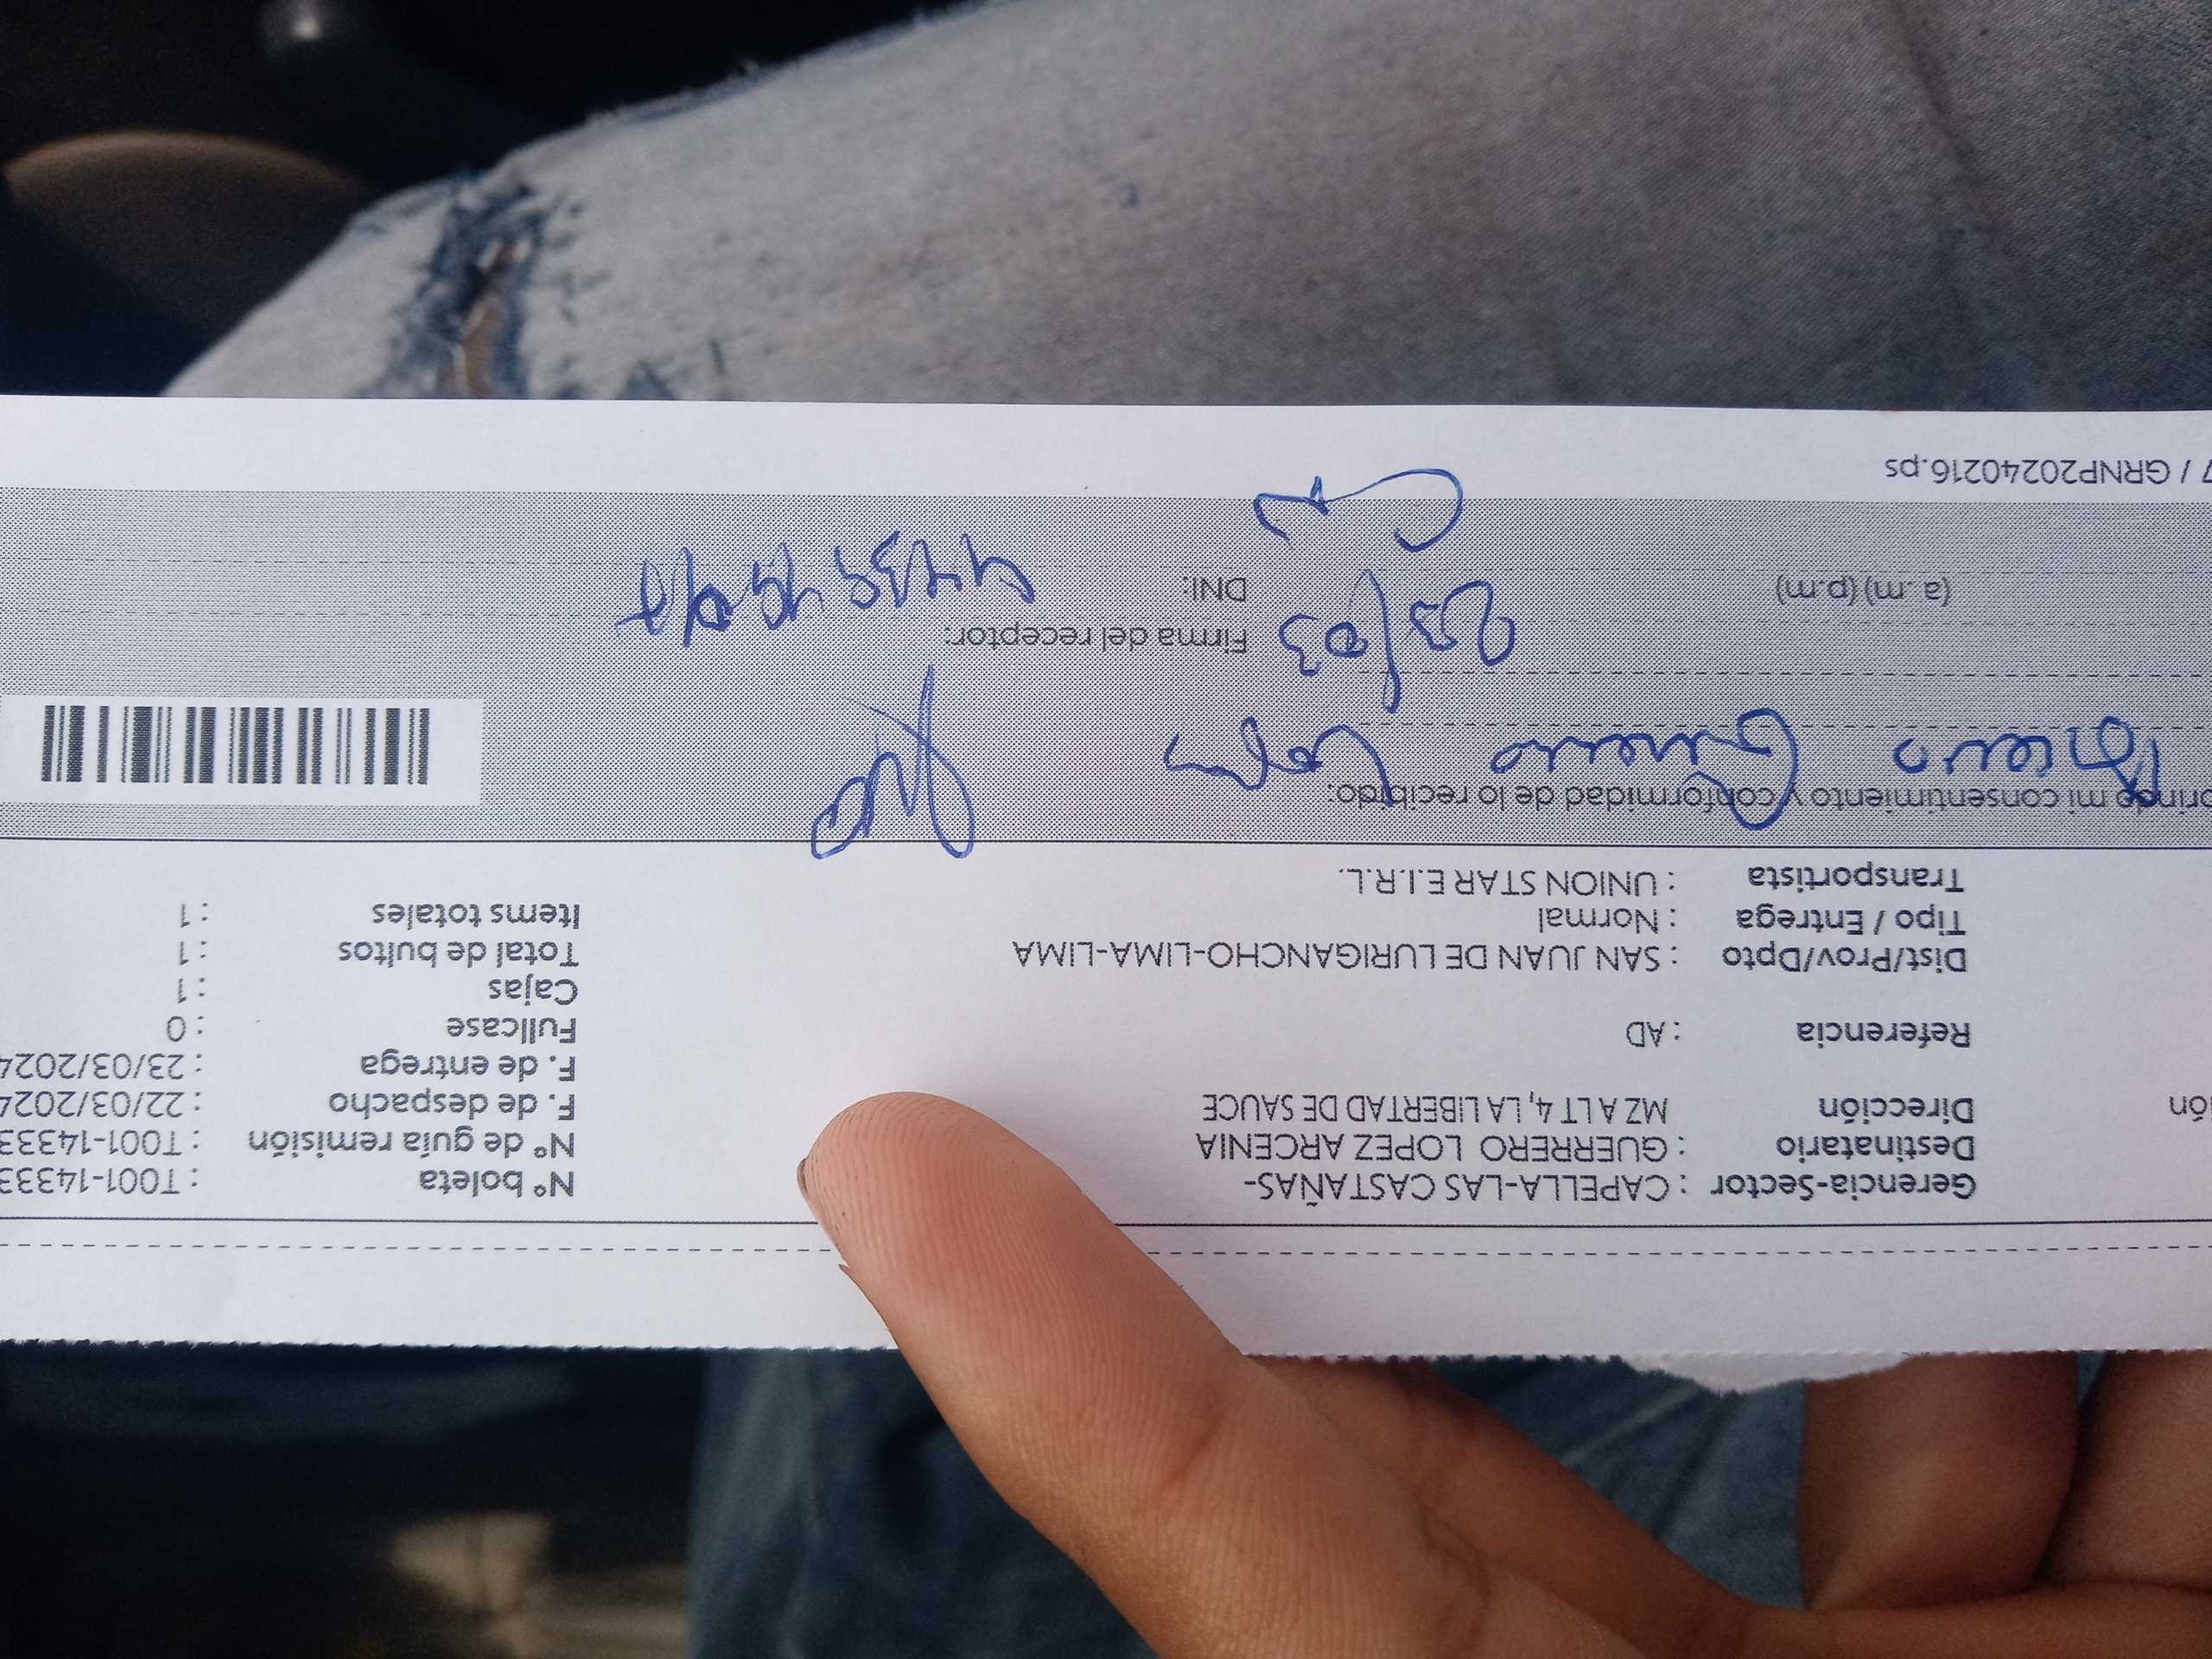 Gerencia-Sector : CAPELLA-LAS CASTAÑAS-
Destinatario : GUERRERO LOPEZ ARCENIA
Dirección MZ A LT 4, LA LIBERTAD DE SAUCE
Referencia : AD
Dist/Prov/Dpto : SAN JUAN DE LURIGANCHO-LIMA-LIMA
Tipo / Entrega : Normal
Transportista : UNION STAR E.I.R.L.
N° boleta : T001-14333
N° de guía remisión : T001-14333
F. de despacho : 22/03/2024
F. de entrega : 23/03/2024
Fullcase : 0
Cajas : 1
Total de bultos : 1
Items totales : 1
mi consentimiento y conformidad de lo recibido:
Guerrero Lopez
23/03
Firma del receptor:
(a .m) (p.m)
DNI:
7 / GRNP20240216.ps